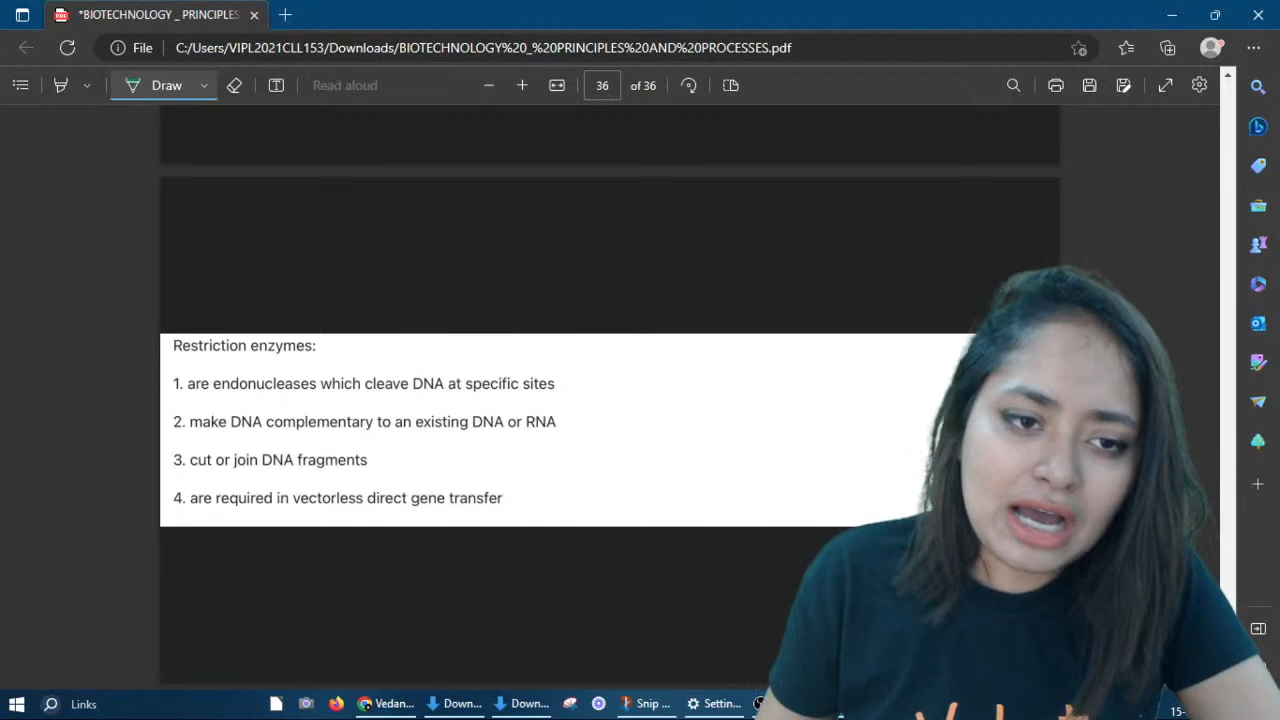 *BIOTECHNOLOGY _ PRINCIPLES
File C:/Users/VIPL2021CLL153/Downloads/BIOTECHNOLOGY%20_%20PRINCIPLES%20AND%20PROCESSES.pdf
Draw Read aloud 36 of 36
Restriction enzymes:
1. are endonucleases which cleave DNA at specific sites
2. make DNA complementary to an existing DNA or RNA
3. cut or join DNA fragments
4. are required in vectorless direct gene transfer
Links Vedan... Down... Down... Snip ... Settin... 15-